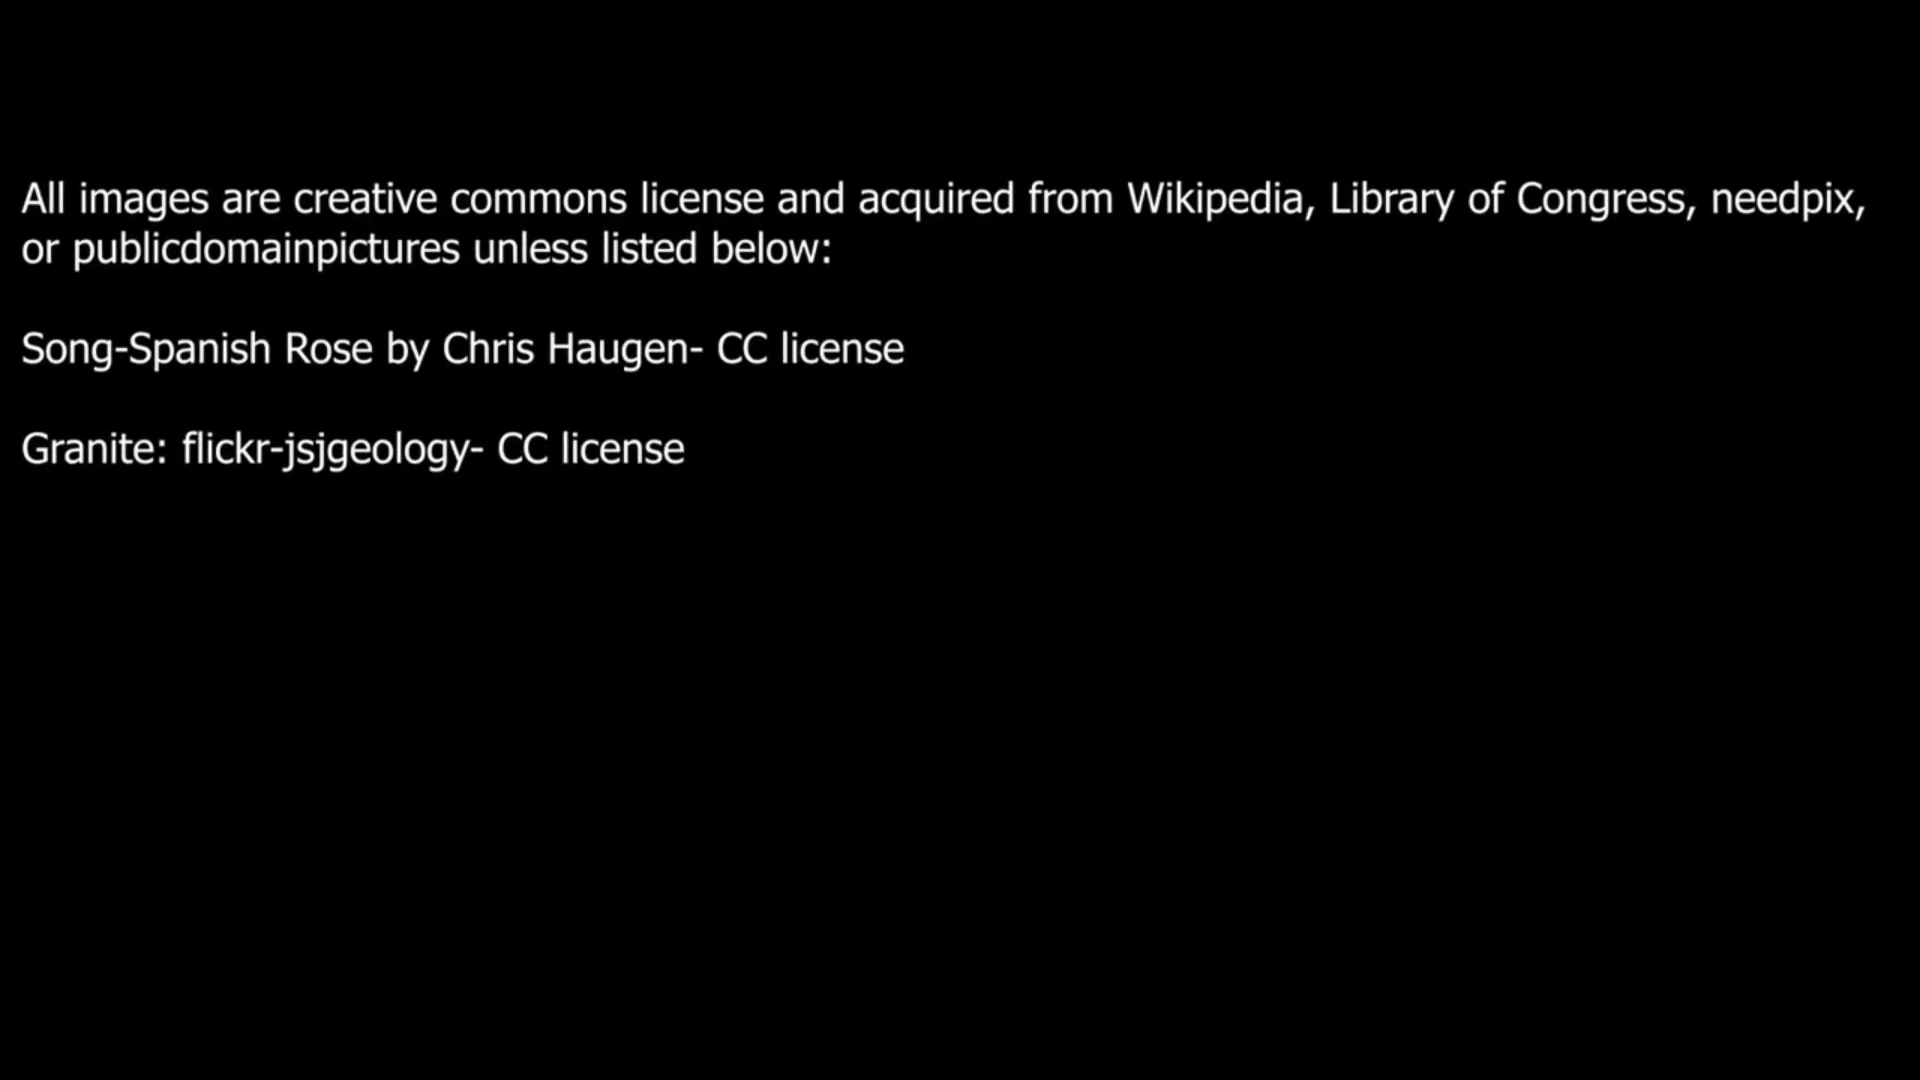 All images are creative commons license and acquired from Wikipedia, Library of Congress, needpix,
or publicdomainpictures unless listed below:
Song-Spanish Rose by Chris Haugen- CC license
Granite: flickr-jsjgeology- CC license